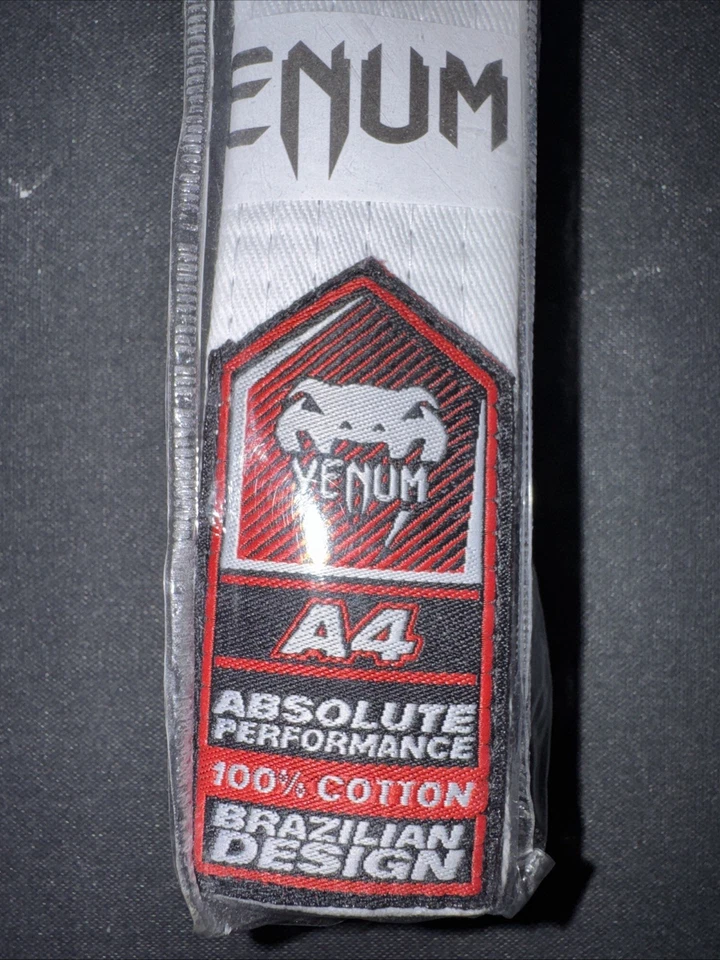 ENUM
VENUM
A4
ABSOLUTE
PERFORMANCE
100% COTTON
BRAZILIAN
DESIGN